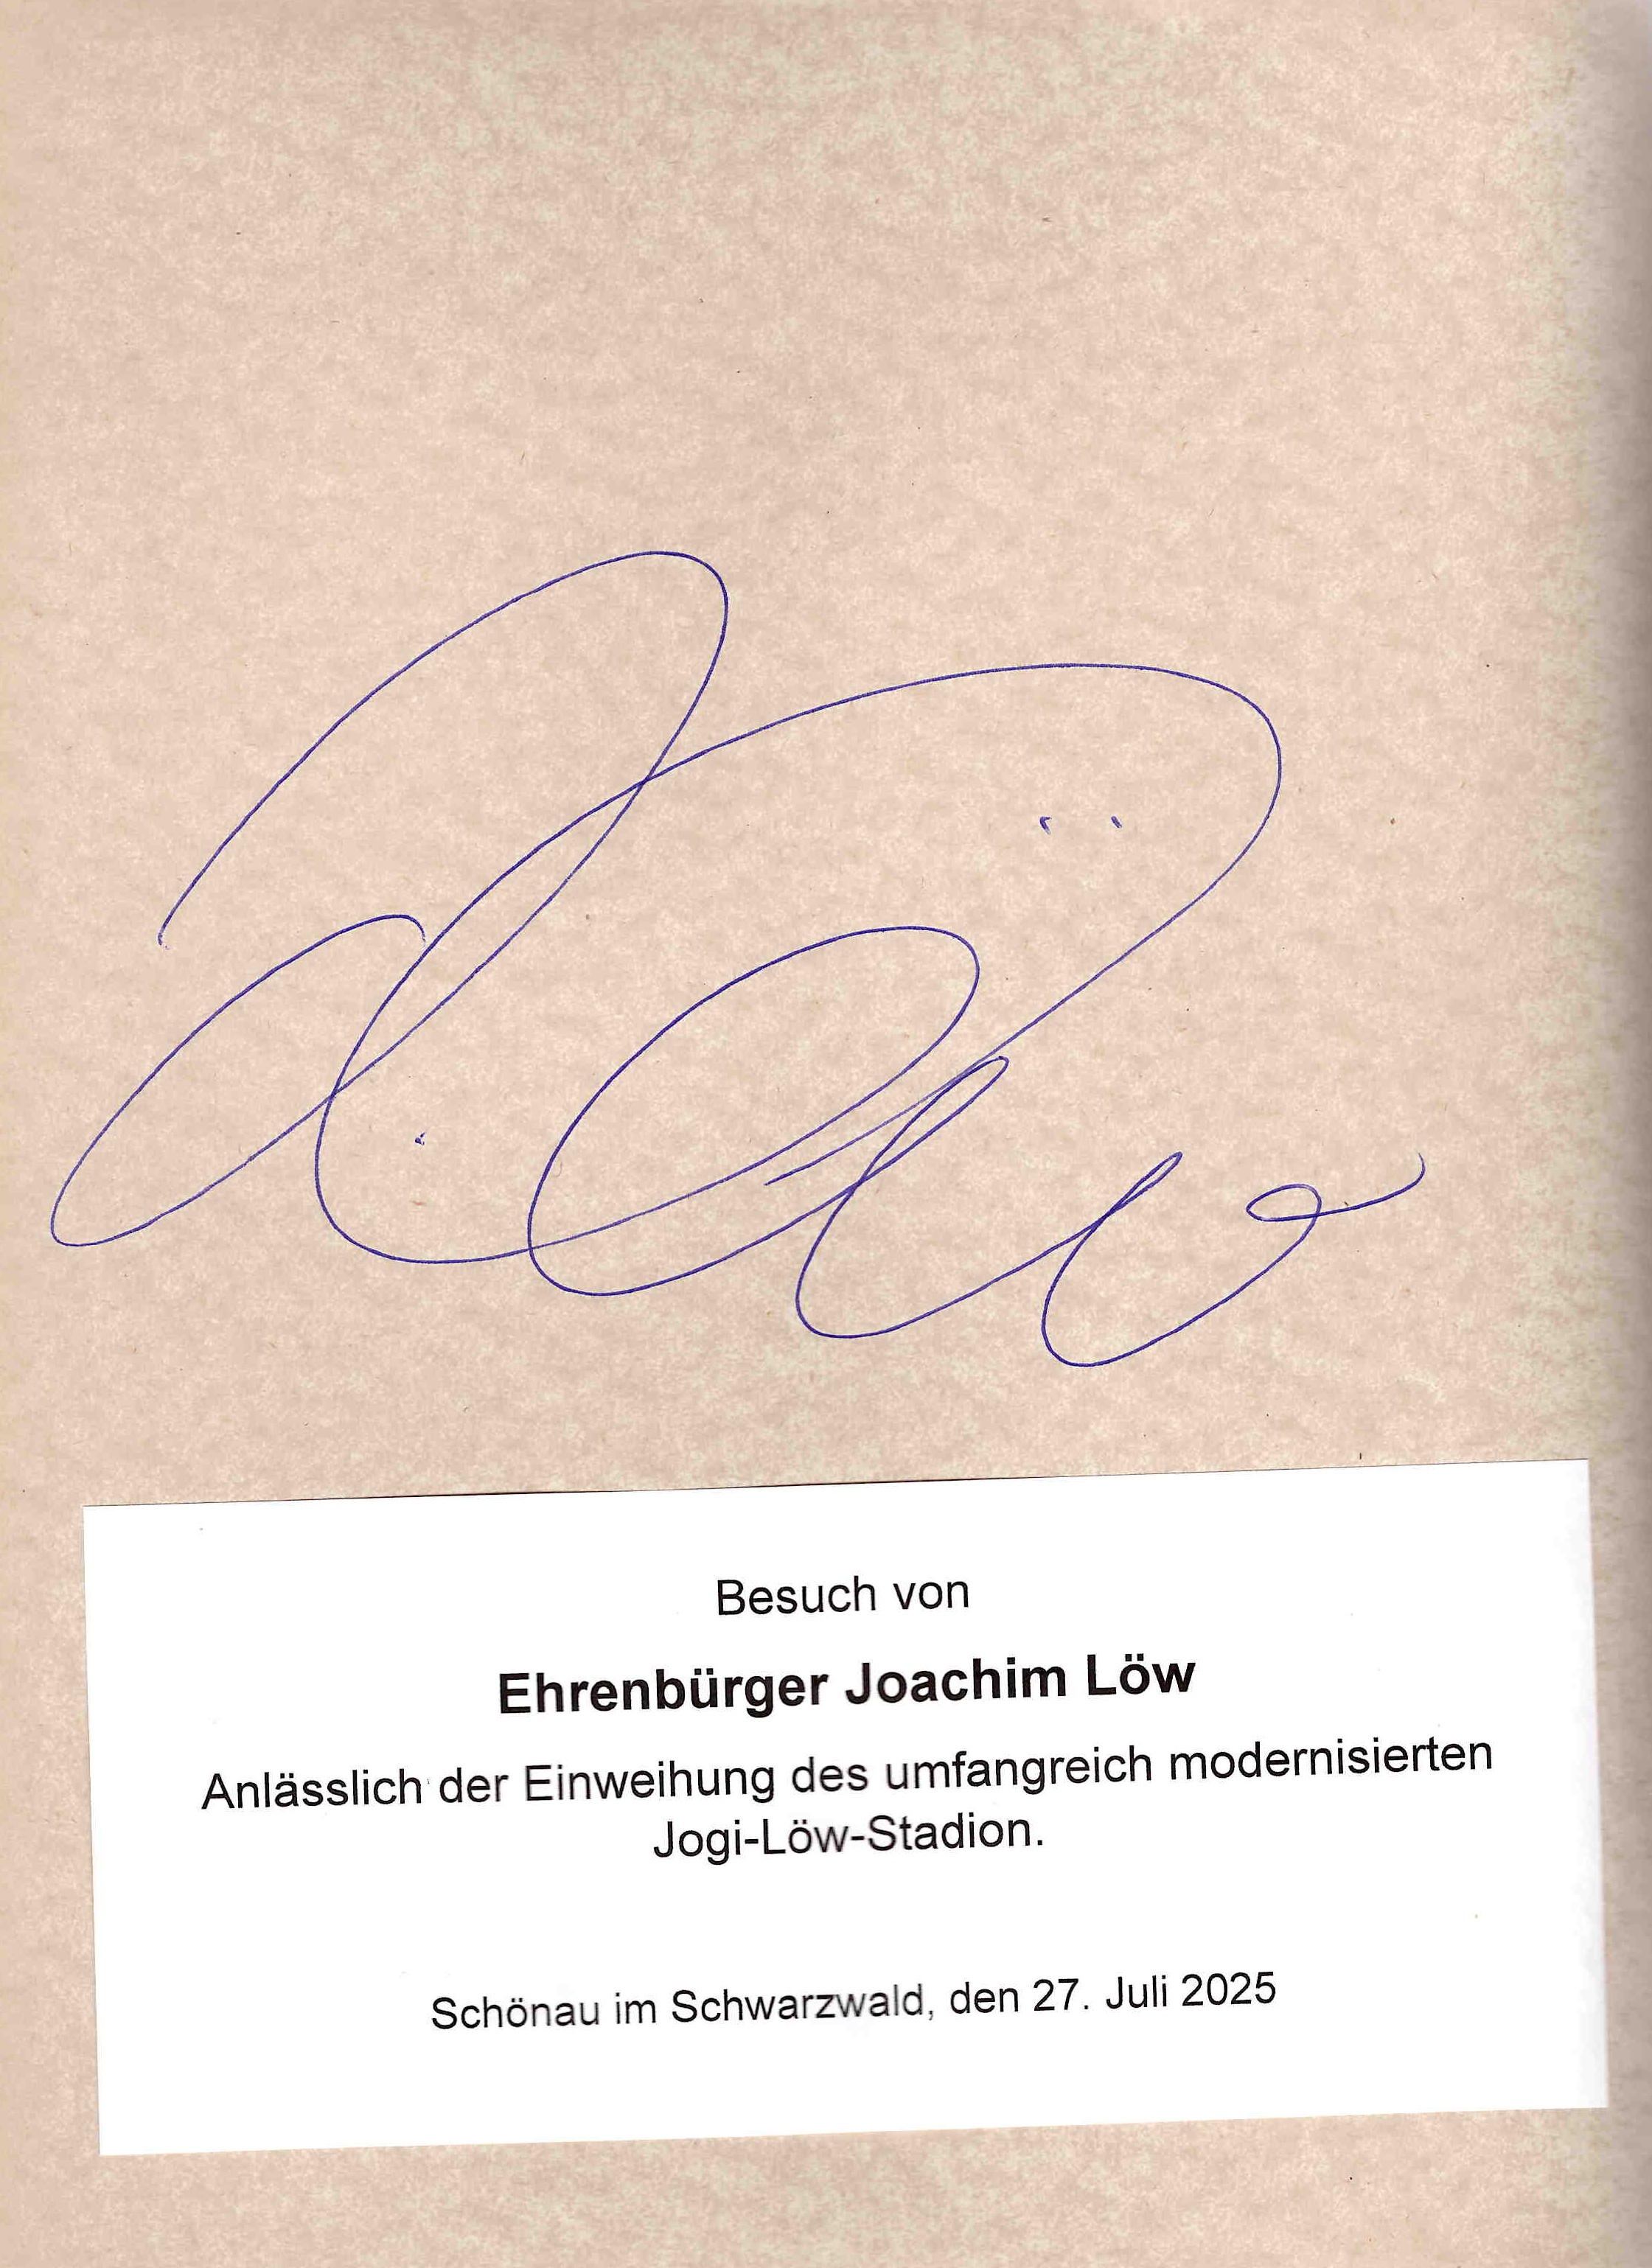 J. Löw
Besuch von
Ehrenbürger Joachim Löw
Anlässlich der Einweihung des umfangreich modernisierten
Jogi-Löw-Stadion.
Schönau im Schwarzwald, den 27. Juli 2025